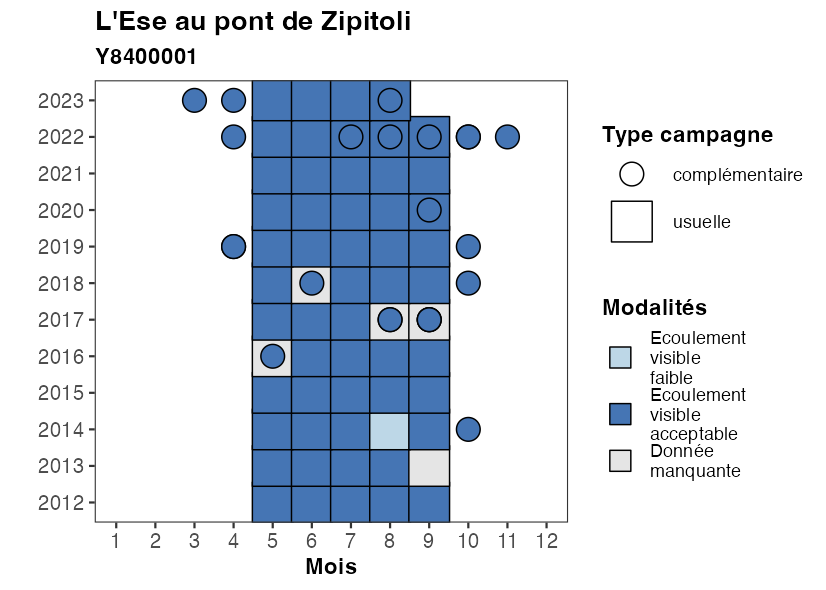 L'Ese au pont de Zipitoli
Y8400001
2023
2022
2021
2020
2019
2018
2017
2016
2015
2014
2013
2012
1 2 3 4 5 6 7 8 9 10 11 12
Mois
Type campagne
complémentaire
usuelle
Modalités
Ecoulement
visible
faible
Ecoulement
visible
acceptable
Donnée
manquante